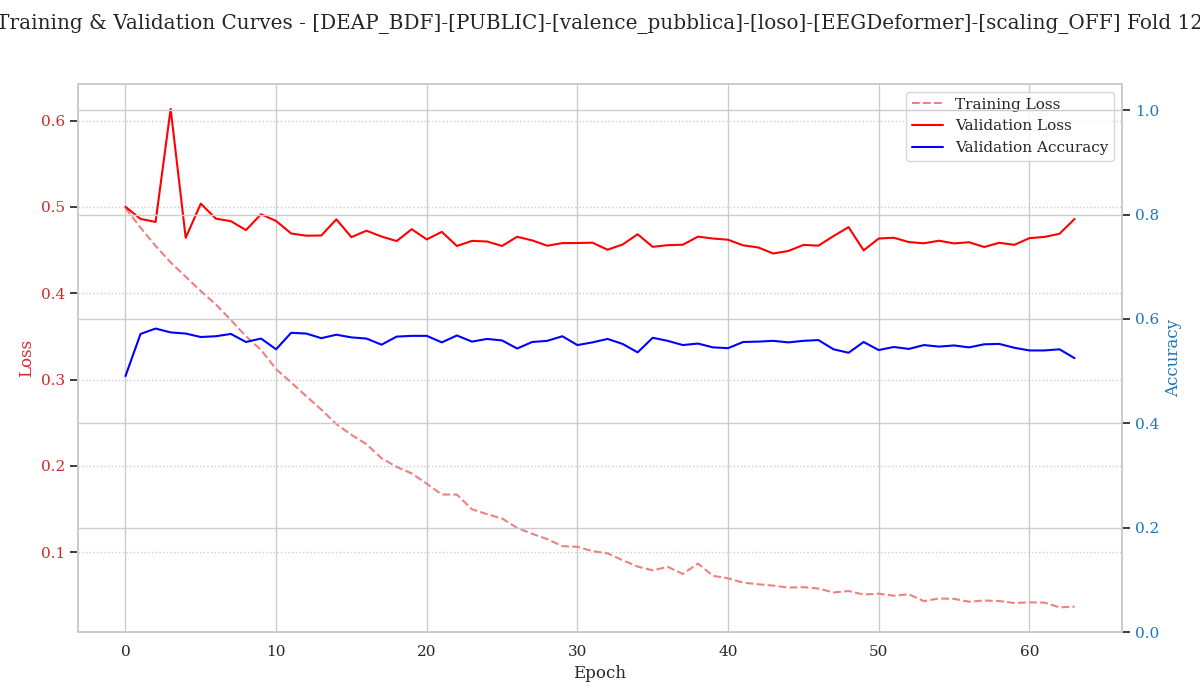 Training & Validation Curves - [DEAP_BDF]-[PUBLIC]-[valence_pubblica]-[loso]-[EEGDeformer]-[scaling_OFF] Fold 12
Training Loss
Validation Loss
Validation Accuracy
0.6
0.5
0.4
0.3
0.2
0.1
Loss
1.0
0.8
0.6
0.4
0.2
0.0
Accuracy
0
10
20
30
40
50
60
Epoch